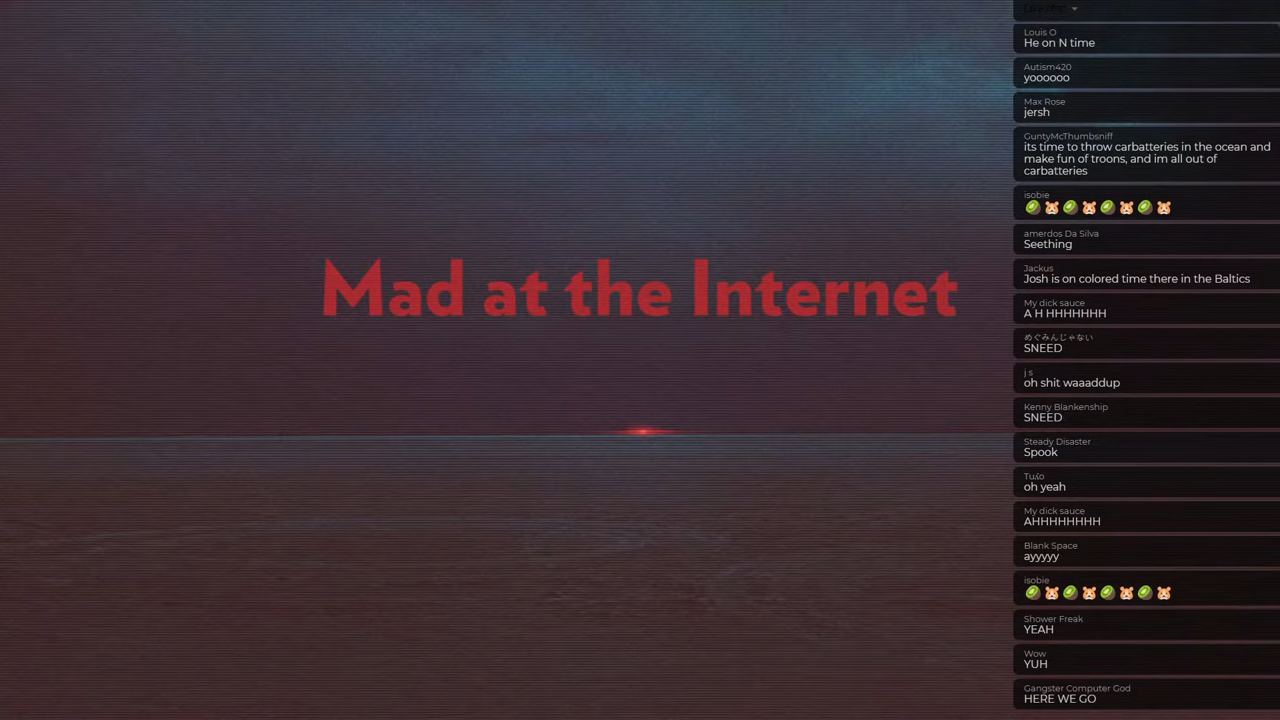 Mad at the Internet
Louis O
He on N time
Autism420
yoooooo
Max Rose
jersh
GuntyMcThumbsniff
its time to throw carbatteries in the ocean and
make fun of troons, and im all out of
carbatteries
isobie
🥝🐹🥝🐹🥝🐹🥝🐹
amerdos Da Silva
Seething
Jackus
Josh is on colored time there in the Baltics
My dick sauce
A H HHHHHHH
めぐみんじゃない
SNEED
j s
oh shit waaaddup
Kenny Blankenship
SNEED
Steady Disaster
Spook
oh yeah
My dick sauce
AHHHHHHHH
Blank Space
ayyyyy
isobie
🥝🐹🥝🐹🥝🐹🥝🐹
Shower Freak
YEAH
Wow
YUH
Gangster Computer God
HERE WE GO